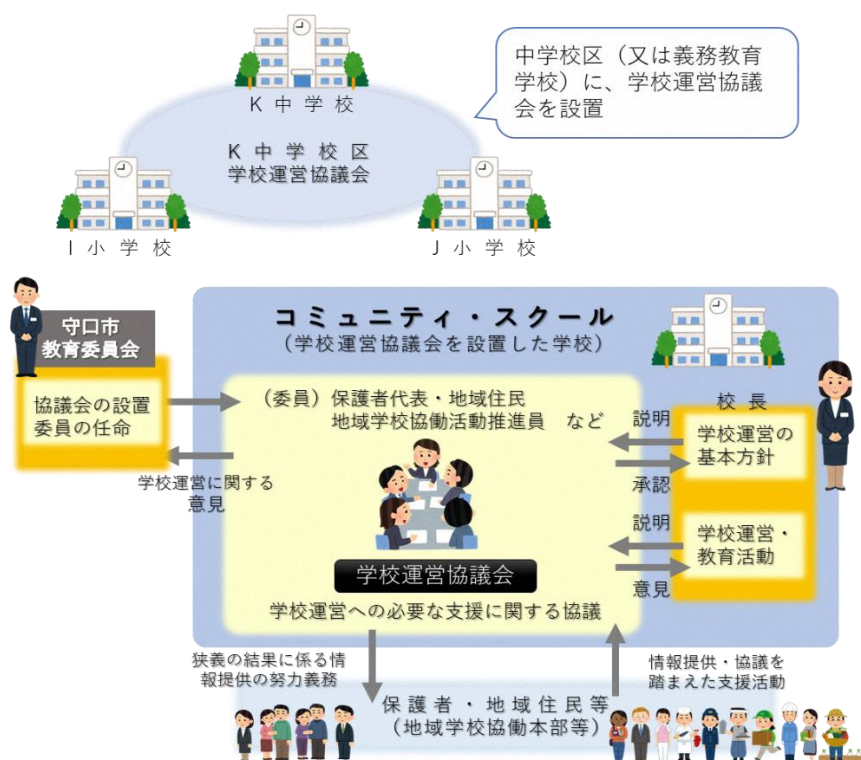 K 中 学 校
中学校区（又は義務教育
学校）に、学校運営協議
会を設置
K 中 学 校 区
学校運営協議会
I 小 学 校
J 小 学 校
守口市
教育委員会
協議会の設置
委員の任命
学校運営に関する
意見
コミュニティ・スクール
（学校運営協議会を設置した学校）
（委員）保護者代表・地域住民
地域学校協働活動推進員　など
学校運営協議会
学校運営への必要な支援に関する協議
校 長
説明
学校運営の
基本方針
承認
説明
学校運営・
教育活動
意見
狭義の結果に係る情
報提供の努力義務
情報提供・協議を
踏まえた支援活動
保 護 者 ・ 地 域 住 民 等
（地域学校協働本部等）